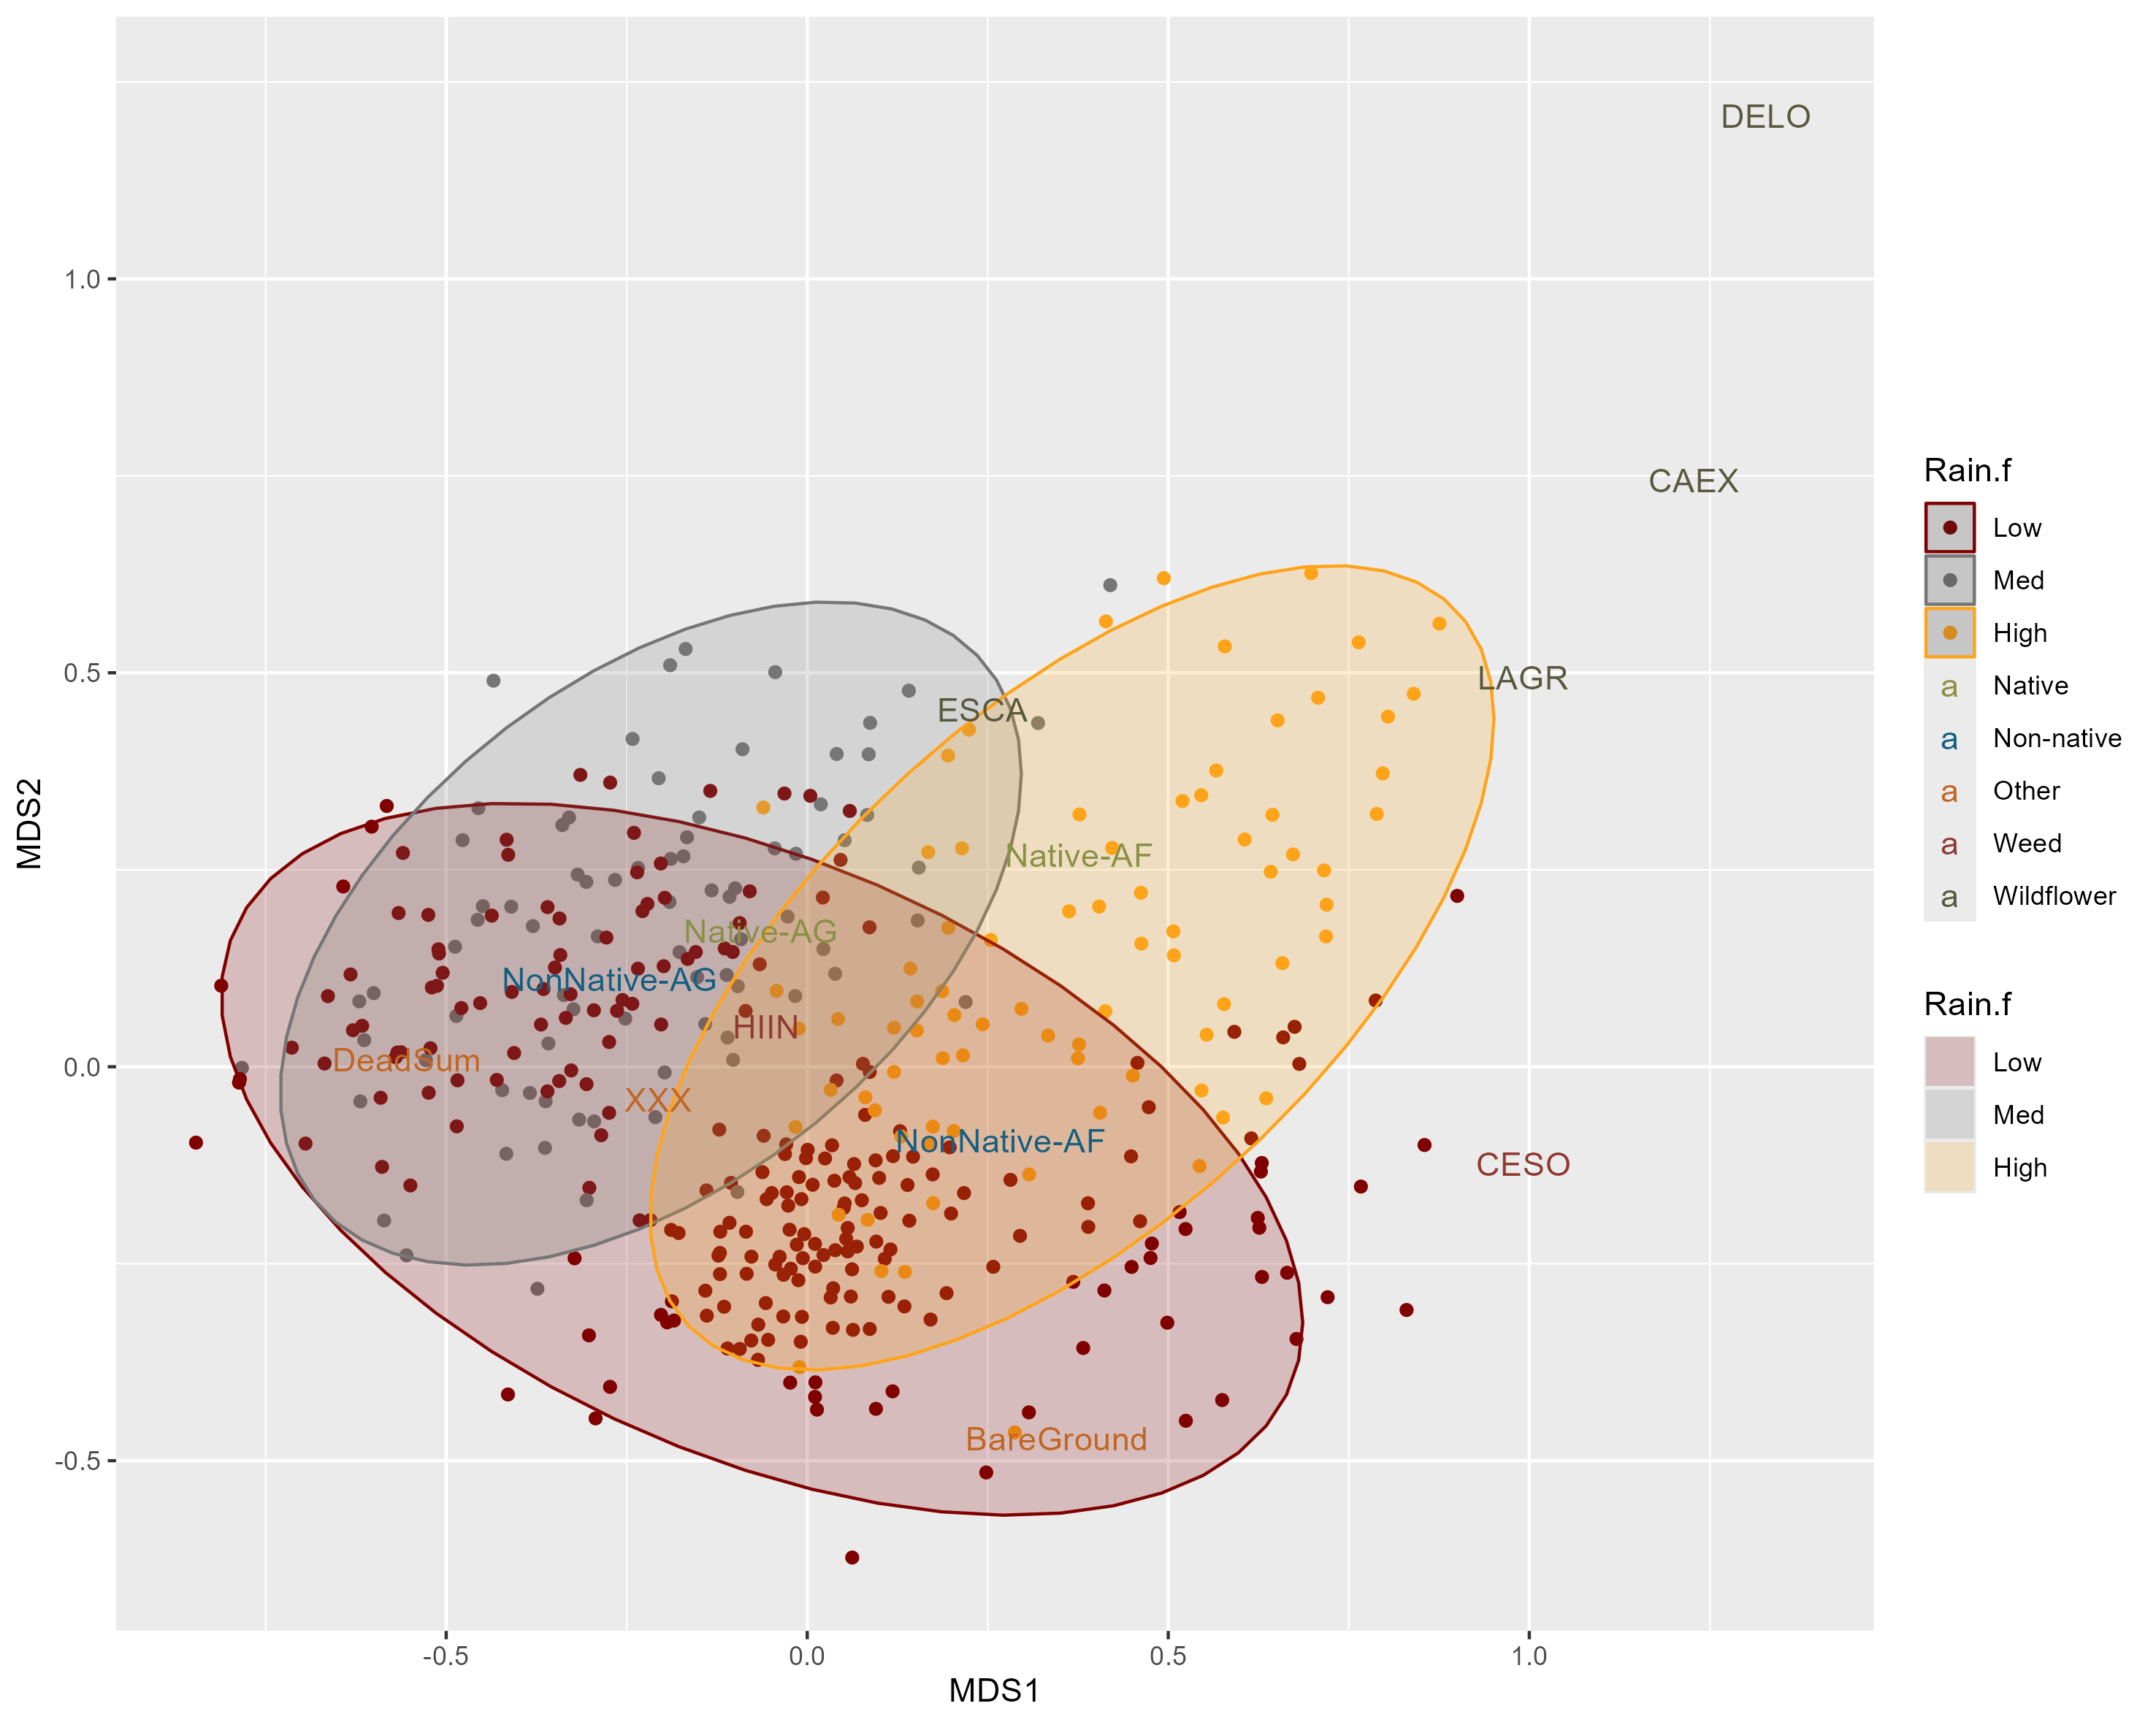 DELO
1.0
CAEX
Rain.f
Low
Med
High
0.5
LAGR
ESCA
a Native
a Non-native
a Other
a Weed
a Wildflower
MDS2
Native-AF
Native-AG
NonNative-AG
HIIN
Rain.f
0.0
DeadSum
Low
XXX
Med
NonNative-AF
CESO
High
BareGround
-0.5
-0.5
0.0
0.5
1.0
MDS1